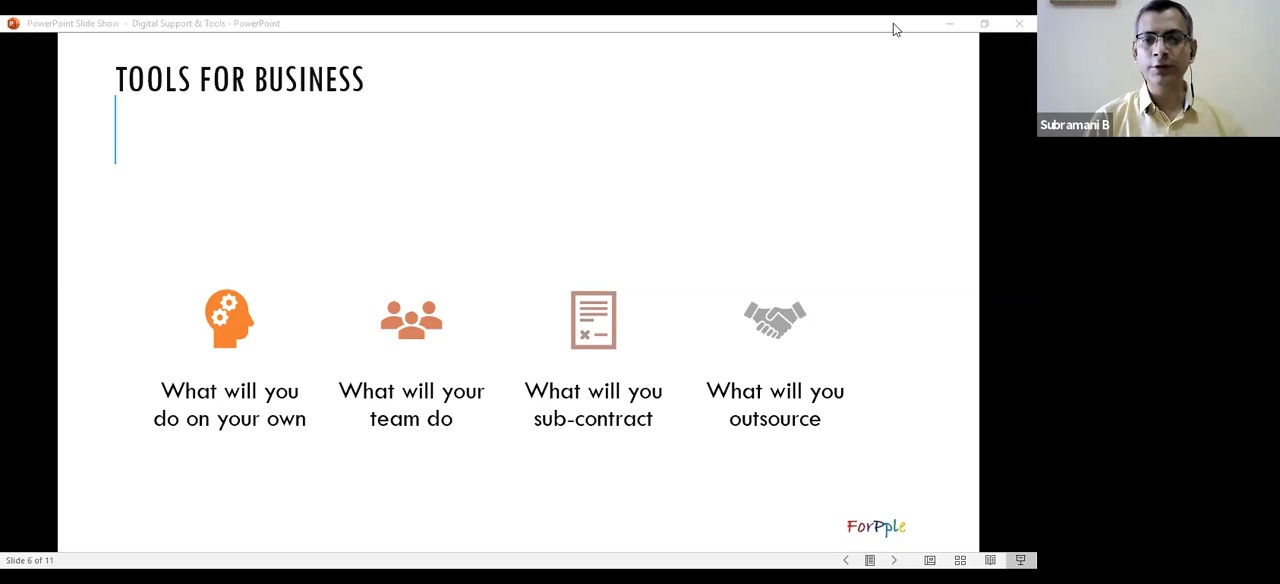 PowerPoint Slide Show - Digital Support & Tools - PowerPoint
Subramani B
TOOLS FOR BUSINESS
What will you
do on your own
What will your
team do
What will you
sub-contract
What will you
outsource
ForPple
Slide 6 of 11